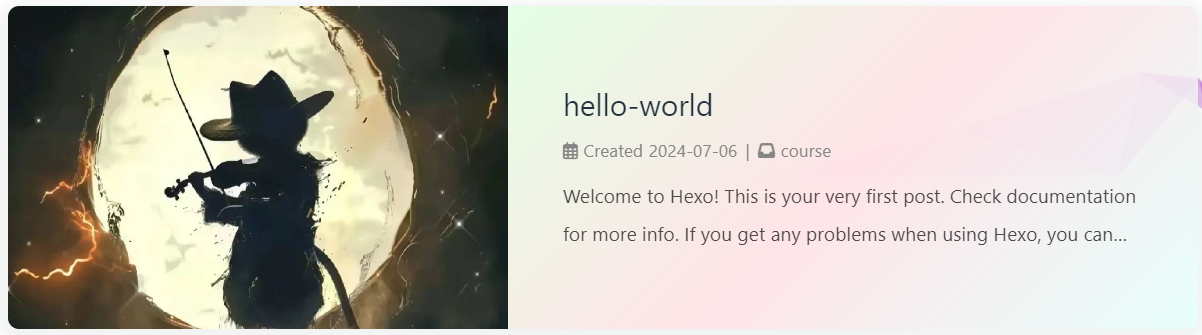 hello-world
Created 2024-07-06 | course
Welcome to Hexo! This is your very first post. Check documentation
for more info. If you get any problems when using Hexo, you can...